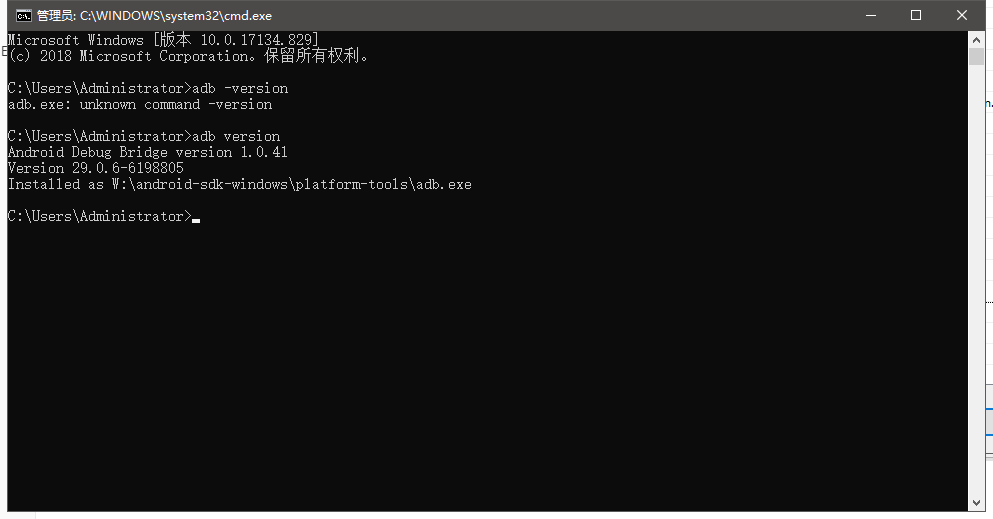 管理员: C:\WINDOWS\system32\cmd.exe
Microsoft Windows [版本 10.0.17134.829]
(c) 2018 Microsoft Corporation。保留所有权利。
C:\Users\Administrator>adb -version
adb.exe: unknown command -version
C:\Users\Administrator>adb version
Android Debug Bridge version 1.0.41
Version 29.0.6-6198805
Installed as W:\android-sdk-windows\platform-tools\adb.exe
C:\Users\Administrator>